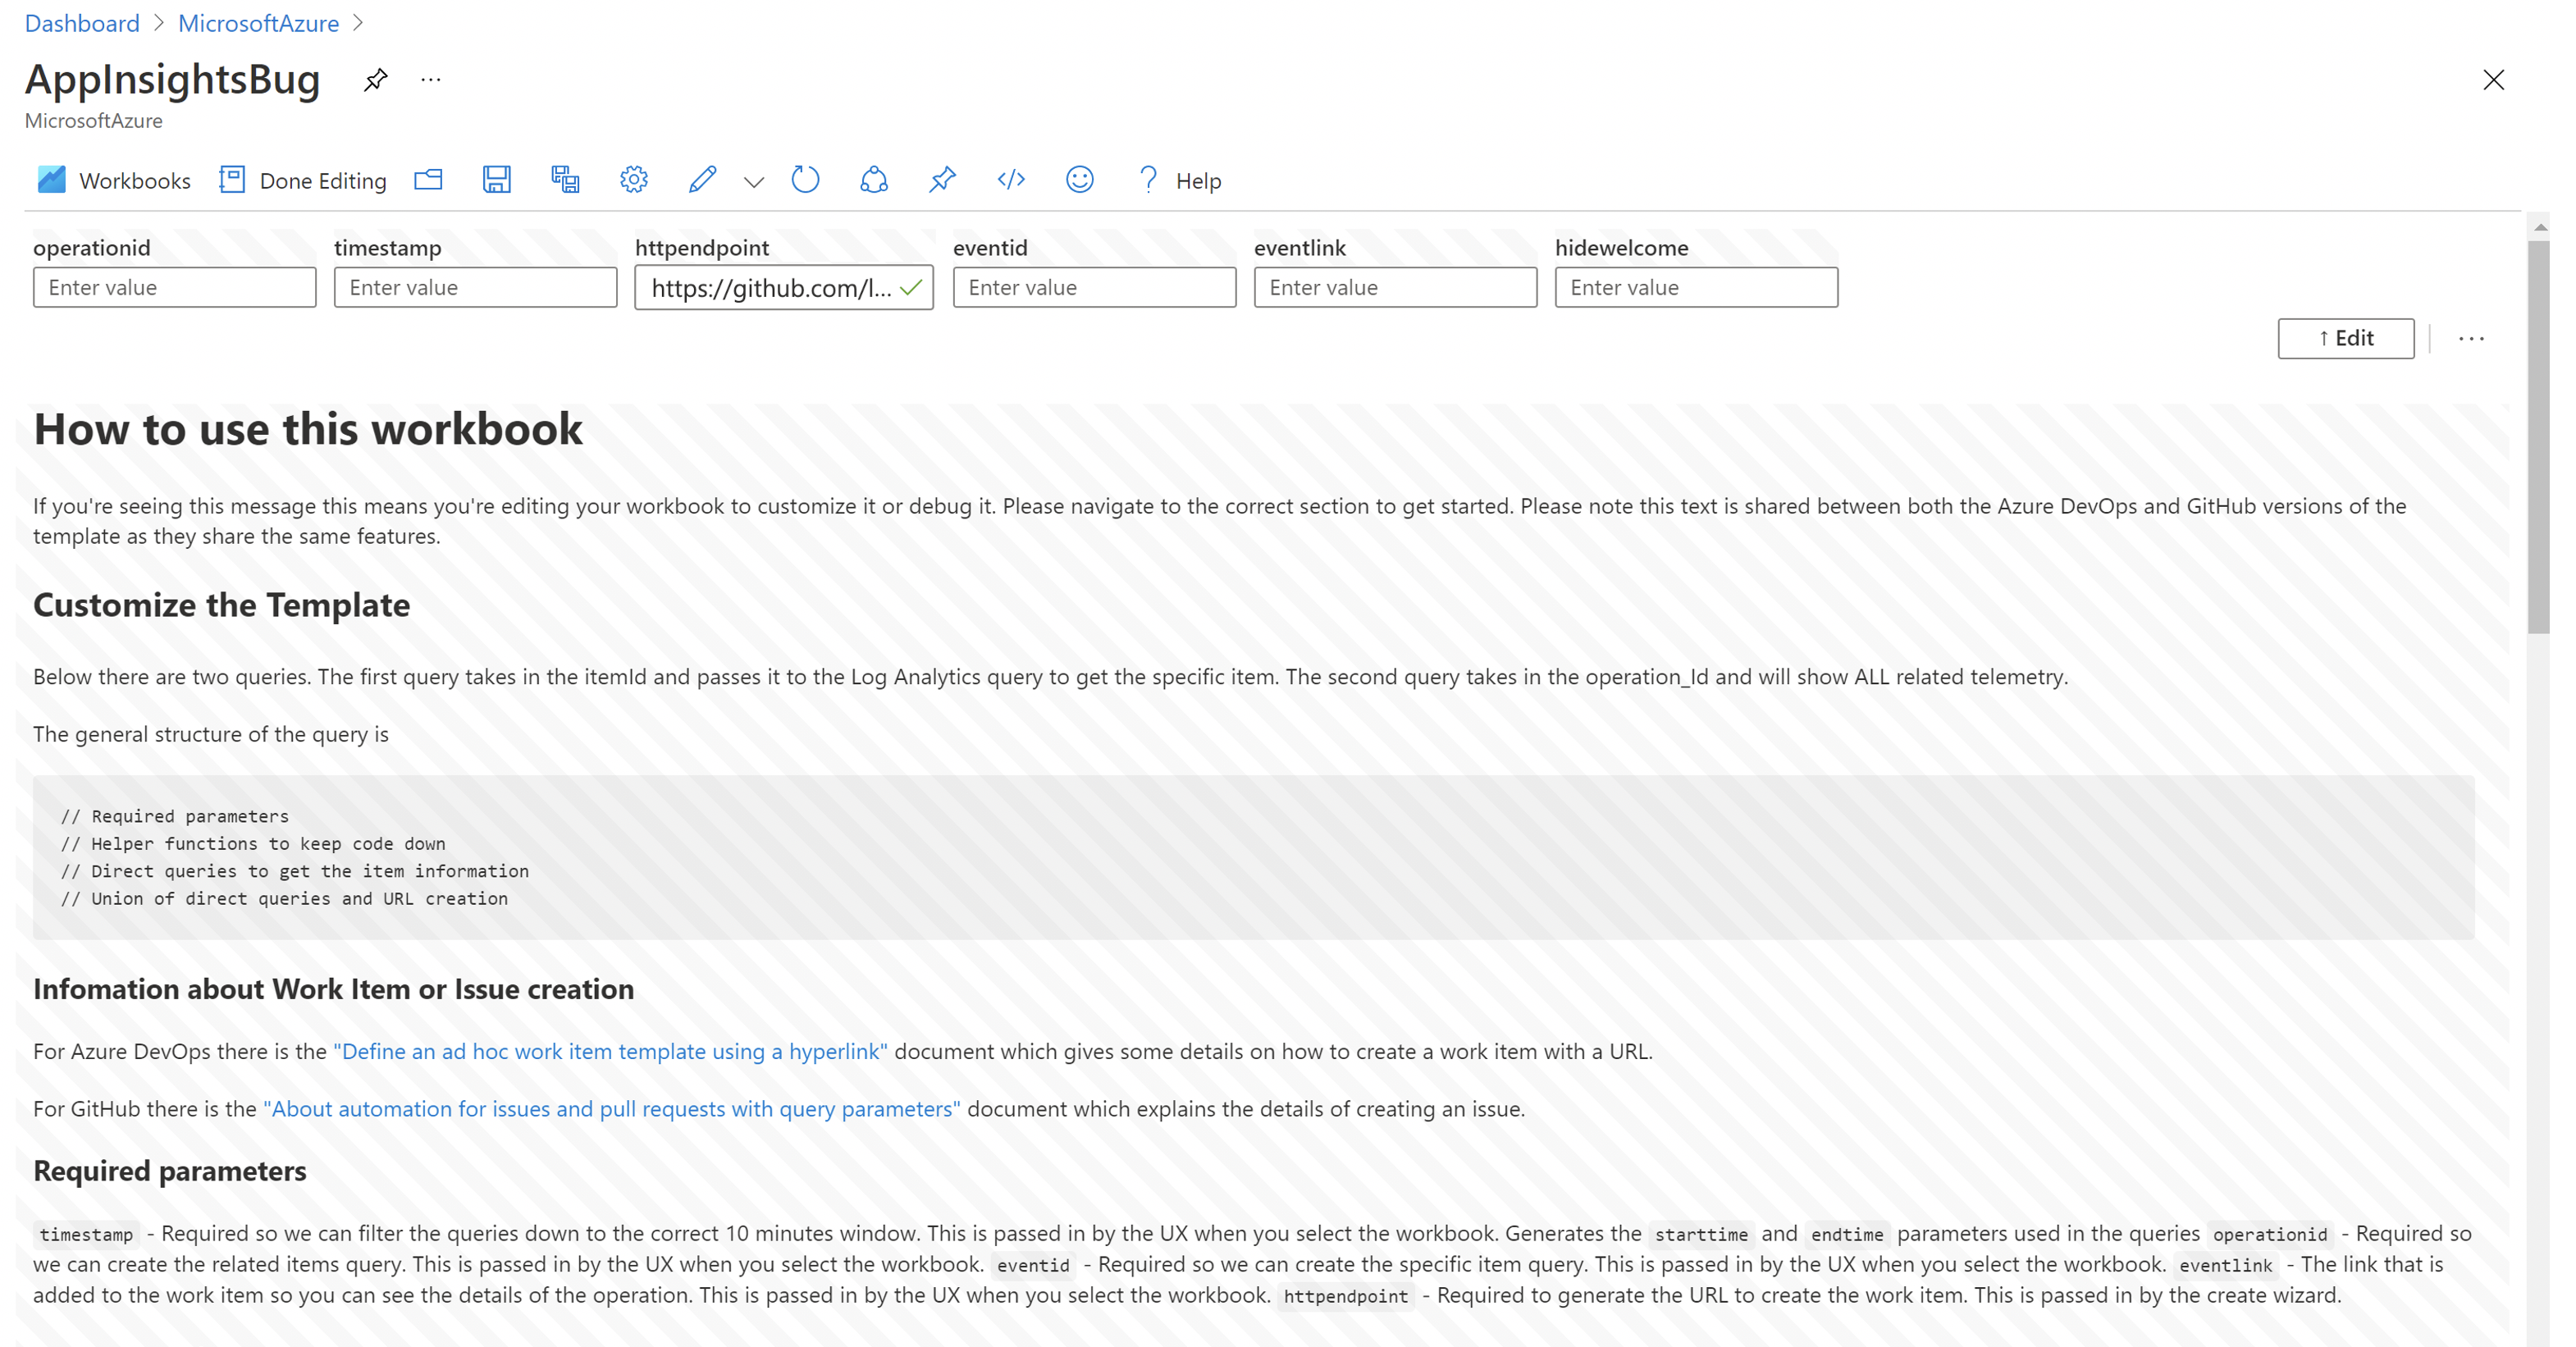 Dashboard > MicrosoftAzure >
AppInsightsBug ...
MicrosoftAzure
Workbooks Done Editing </> ? Help
operationid timestamp httpendpoint eventid eventlink hidewelcome
Enter value Enter value https://github.com/l... Enter value Enter value Enter value
↑ Edit ...
How to use this workbook
If you're seeing this message this means you're editing your workbook to customize it or debug it. Please navigate to the correct section to get started. Please note this text is shared between both the Azure DevOps and GitHub versions of the
template as they share the same features.
Customize the Template
Below there are two queries. The first query takes in the itemId and passes it to the Log Analytics query to get the specific item. The second query takes in the operation_Id and will show ALL related telemetry.
The general structure of the query is
// Required parameters
// Helper functions to keep code down
// Direct queries to get the item information
// Union of direct queries and URL creation
Infomation about Work Item or Issue creation
For Azure DevOps there is the "Define an ad hoc work item template using a hyperlink" document which gives some details on how to create a work item with a URL.
For GitHub there is the "About automation for issues and pull requests with query parameters" document which explains the details of creating an issue.
Required parameters
timestamp - Required so we can filter the queries down to the correct 10 minutes window. This is passed in by the UX when you select the workbook. Generates the starttime and endtime parameters used in the queries operationid - Required so
we can create the related items query. This is passed in by the UX when you select the workbook. eventid - Required so we can create the specific item query. This is passed in by the UX when you select the workbook. eventlink - The link that is
added to the work item so you can see the details of the operation. This is passed in by the UX when you select the workbook. httpendpoint - Required to generate the URL to create the work item. This is passed in by the create wizard.